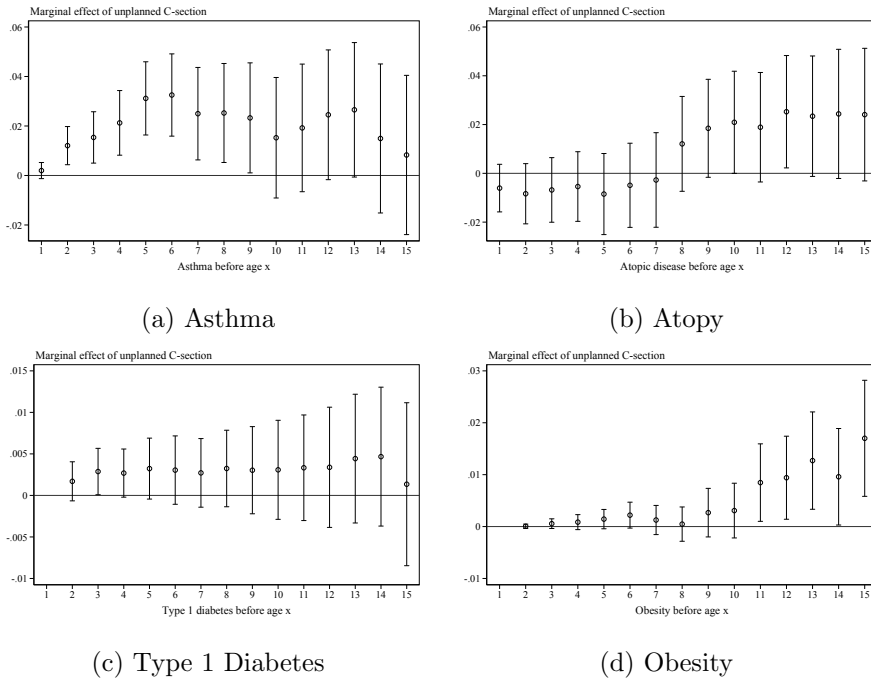 Marginal effect of unplanned C-section
.06
.04
.02
0
-.02
1 2 3 4 5 6 7 8 9 10 11 12 13 14 15
Asthma before age x
(a) Asthma
Marginal effect of unplanned C-section
.06
.04
.02
0
-.02
1 2 3 4 5 6 7 8 9 10 11 12 13 14 15
Atopic disease before age x
(b) Atopy
Marginal effect of unplanned C-section
.015
.01
.005
0
-.005
-.01
1 2 3 4 5 6 7 8 9 10 11 12 13 14 15
Type 1 diabetes before age x
(c) Type 1 Diabetes
Marginal effect of unplanned C-section
.03
.02
.01
0
-.01
1 2 3 4 5 6 7 8 9 10 11 12 13 14 15
Obesity before age x
(d) Obesity